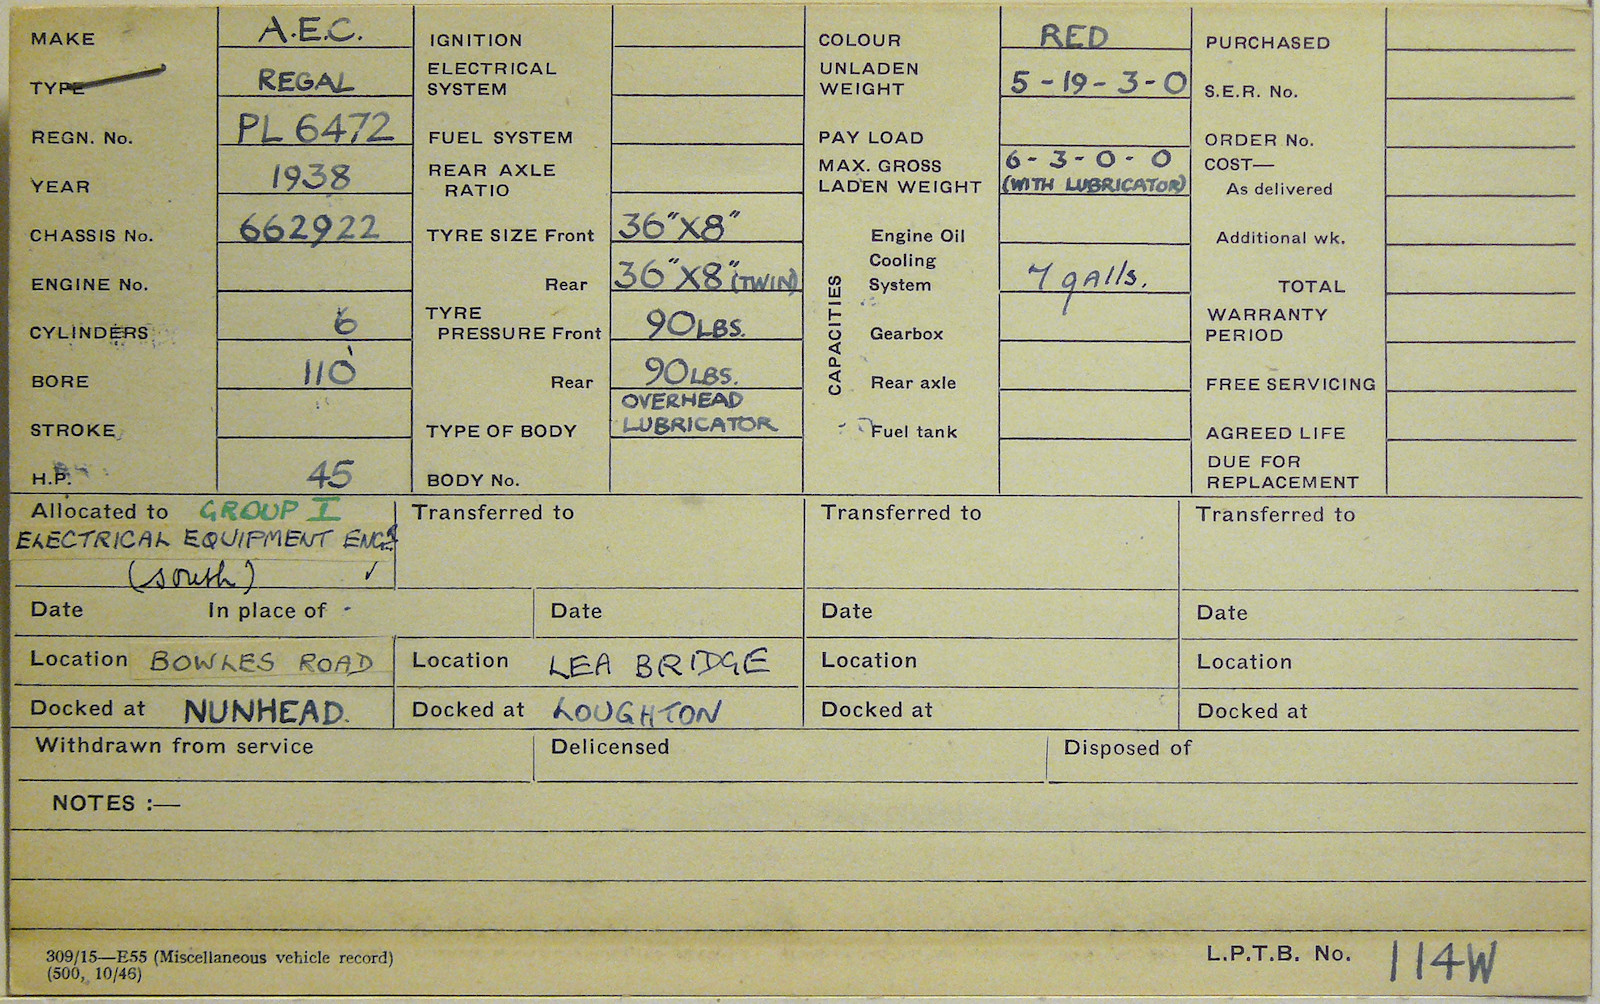 MAKE A.E.C.
TYPE REGAL
REGN. No. PL 6472
YEAR 1938
CHASSIS No. 662922
ENGINE No.
CYLINDERS 6
BORE 110
STROKE
H.P. 45
IGNITION
ELECTRICAL
SYSTEM
FUEL SYSTEM
REAR AXLE
RATIO
TYRE SIZE Front 36"X8"
Rear 36"X8" (TWIN)
TYRE
PRESSURE Front 90LBS.
Rear 90LBS.
OVERHEAD
TYPE OF BODY LUBRICATOR
BODY No.
COLOUR RED
UNLADEN
WEIGHT 5-19-3-0
PAY LOAD
MAX. GROSS 6-3-0-0
LADEN WEIGHT (WITH LUBRICATOR)
CAPACITIES
Engine Oil
Cooling
System 7 galls.
Gearbox
Rear axle
Fuel tank
PURCHASED
S.E.R. No.
ORDER No.
COST—
As delivered
Additional wk.
TOTAL
WARRANTY
PERIOD
FREE SERVICING
AGREED LIFE
DUE FOR
REPLACEMENT
Allocated to GROUP I
ELECTRICAL EQUIPMENT ENGR
(South) ✓
Transferred to
Transferred to
Transferred to
Date In place of -
Date
Date
Date
Location BOWLES ROAD
Location LEA BRIDGE
Location
Location
Docked at NUNHEAD.
Docked at LOUGHTON
Docked at
Docked at
Withdrawn from service
Delicensed
Disposed of
NOTES :—
309/15—E55 (Miscellaneous vehicle record)
(500, 10/46)
L.P.T.B. No. 114W